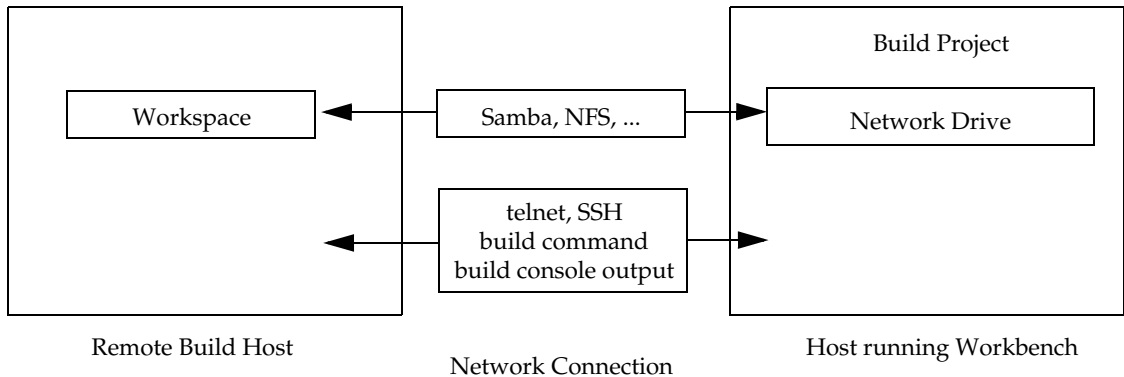 Build Project
Workspace
Samba, NFS, ...
Network Drive
telnet, SSH
build command
build console output
Remote Build Host
Network Connection
Host running Workbench